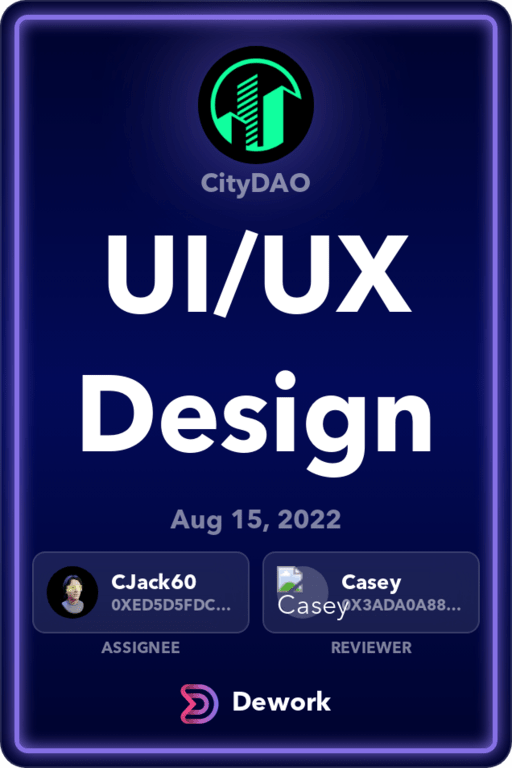 CityDAO
UI/UX
Design
Aug 15, 2022
CJack60
0XED5D5FDC...
Casey
Casey
0X3ADA0A88...
ASSIGNEE
REVIEWER
Dework